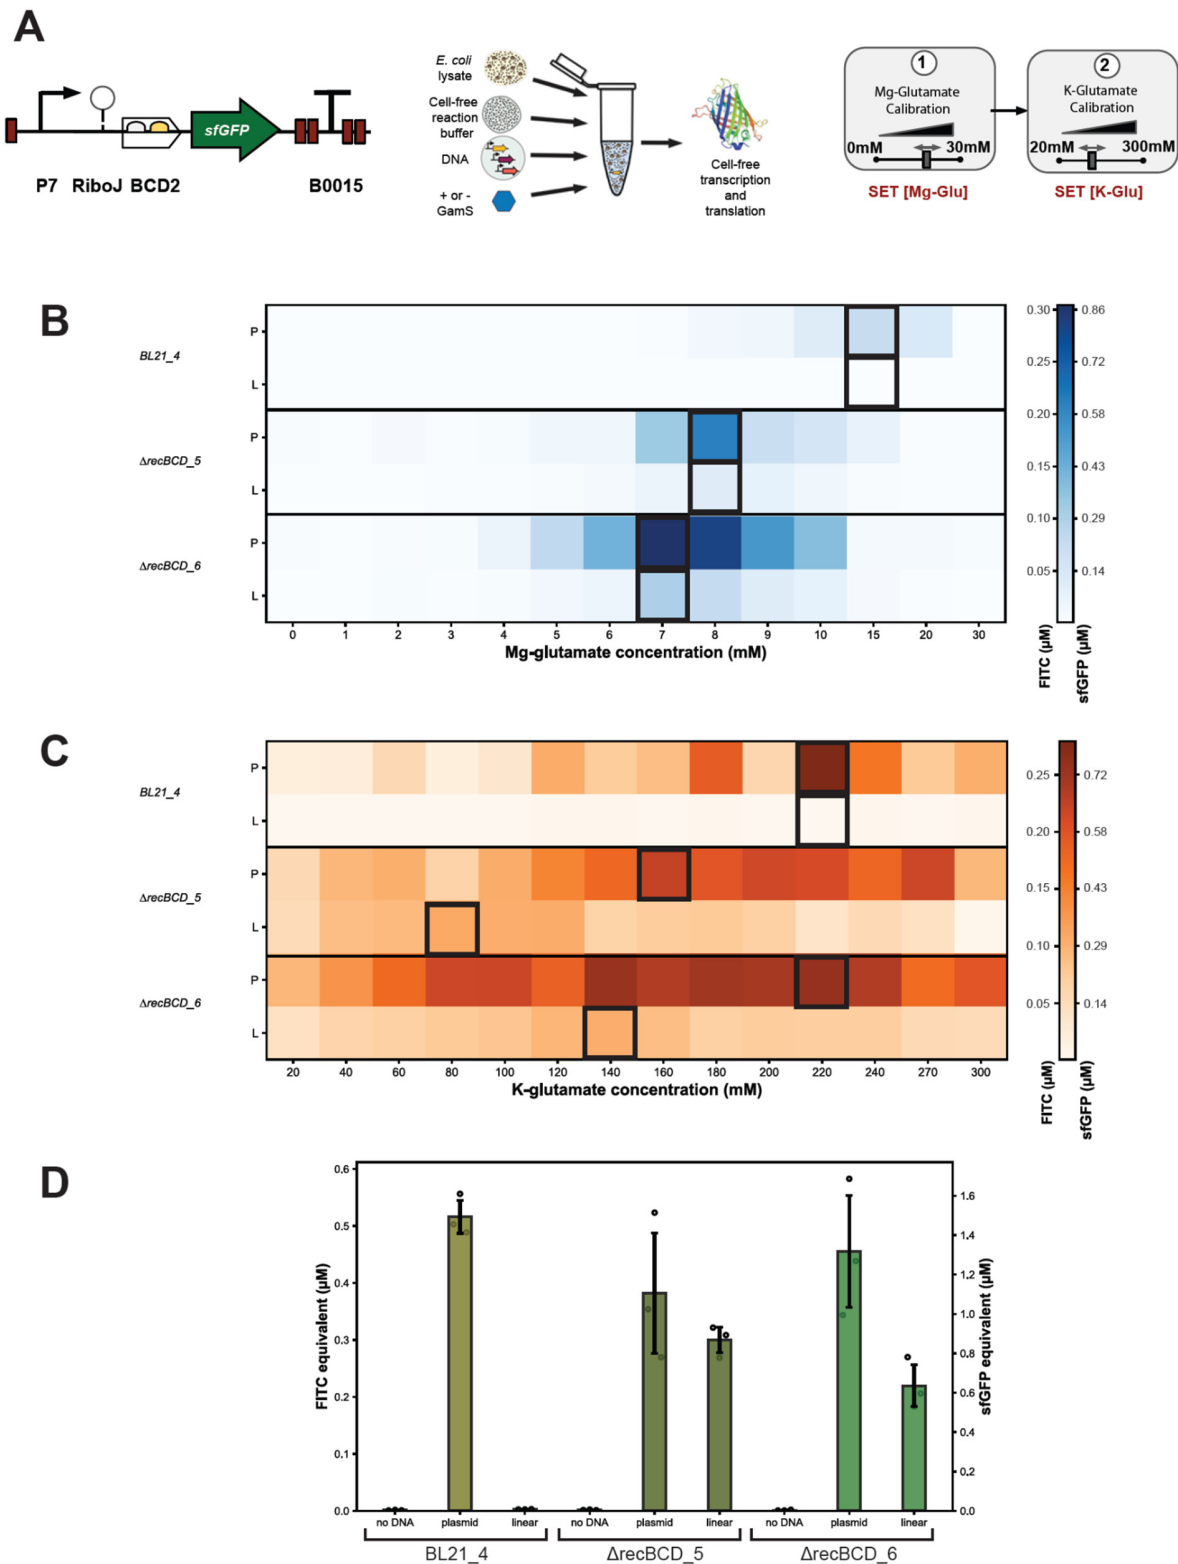 A
P7 RiboJ BCD2
sfGFP
B0015
E. coli
lysate
Cell-free
reaction
buffer
DNA
+ or -
GamS
Cell-free
transcription
and
translation
1
Mg-Glutamate
Calibration
0mM 30mM
SET [Mg-Glu]
2
K-Glutamate
Calibration
20mM 300mM
SET [K-Glu]
B
BL21_4
P
L
ΔrecBCD_5
P
L
ΔrecBCD_6
P
L
0 1 2 3 4 5 6 7 8 9 10 15 20 30
Mg-glutamate concentration (mM)
0.30 0.86
0.25 0.72
0.20 0.58
0.15 0.43
0.10 0.29
0.05 0.14
FITC (µM)
sfGFP (µM)
C
BL21_4
P
L
ΔrecBCD_5
P
L
ΔrecBCD_6
P
L
20 40 60 80 100 120 140 160 180 200 220 240 270 300
K-glutamate concentration (mM)
0.25 0.72
0.20 0.58
0.15 0.43
0.10 0.29
0.05 0.14
FITC (µM)
sfGFP (µM)
D
FITC equivalent (µM)
0.6
0.5
0.4
0.3
0.2
0.1
0.0
1.6
1.4
1.2
1.0
0.8
0.6
0.4
0.2
0.0
sfGFP equivalent (µM)
no DNA plasmid linear no DNA plasmid linear no DNA plasmid linear
BL21_4 ΔrecBCD_5 ΔrecBCD_6